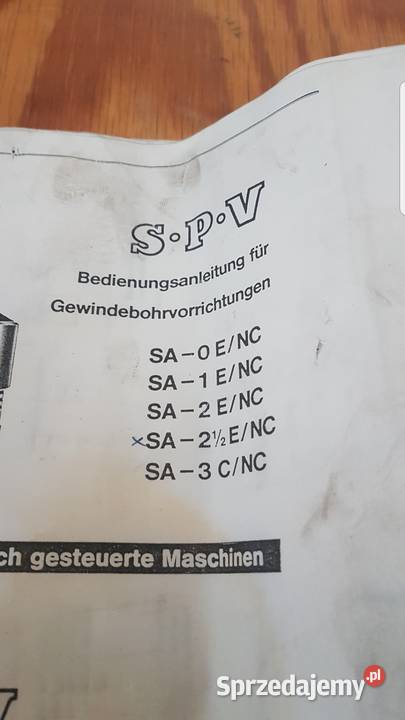 S·P·V
Bedienungsanleitung für
Gewindebohrvorrichtungen
SA–0 E/NC
SA–1 E/NC
SA–2 E/NC
×SA–2½E/NC
SA–3 C/NC
ch gesteuerte Maschinen
Sprzedajemy.pl